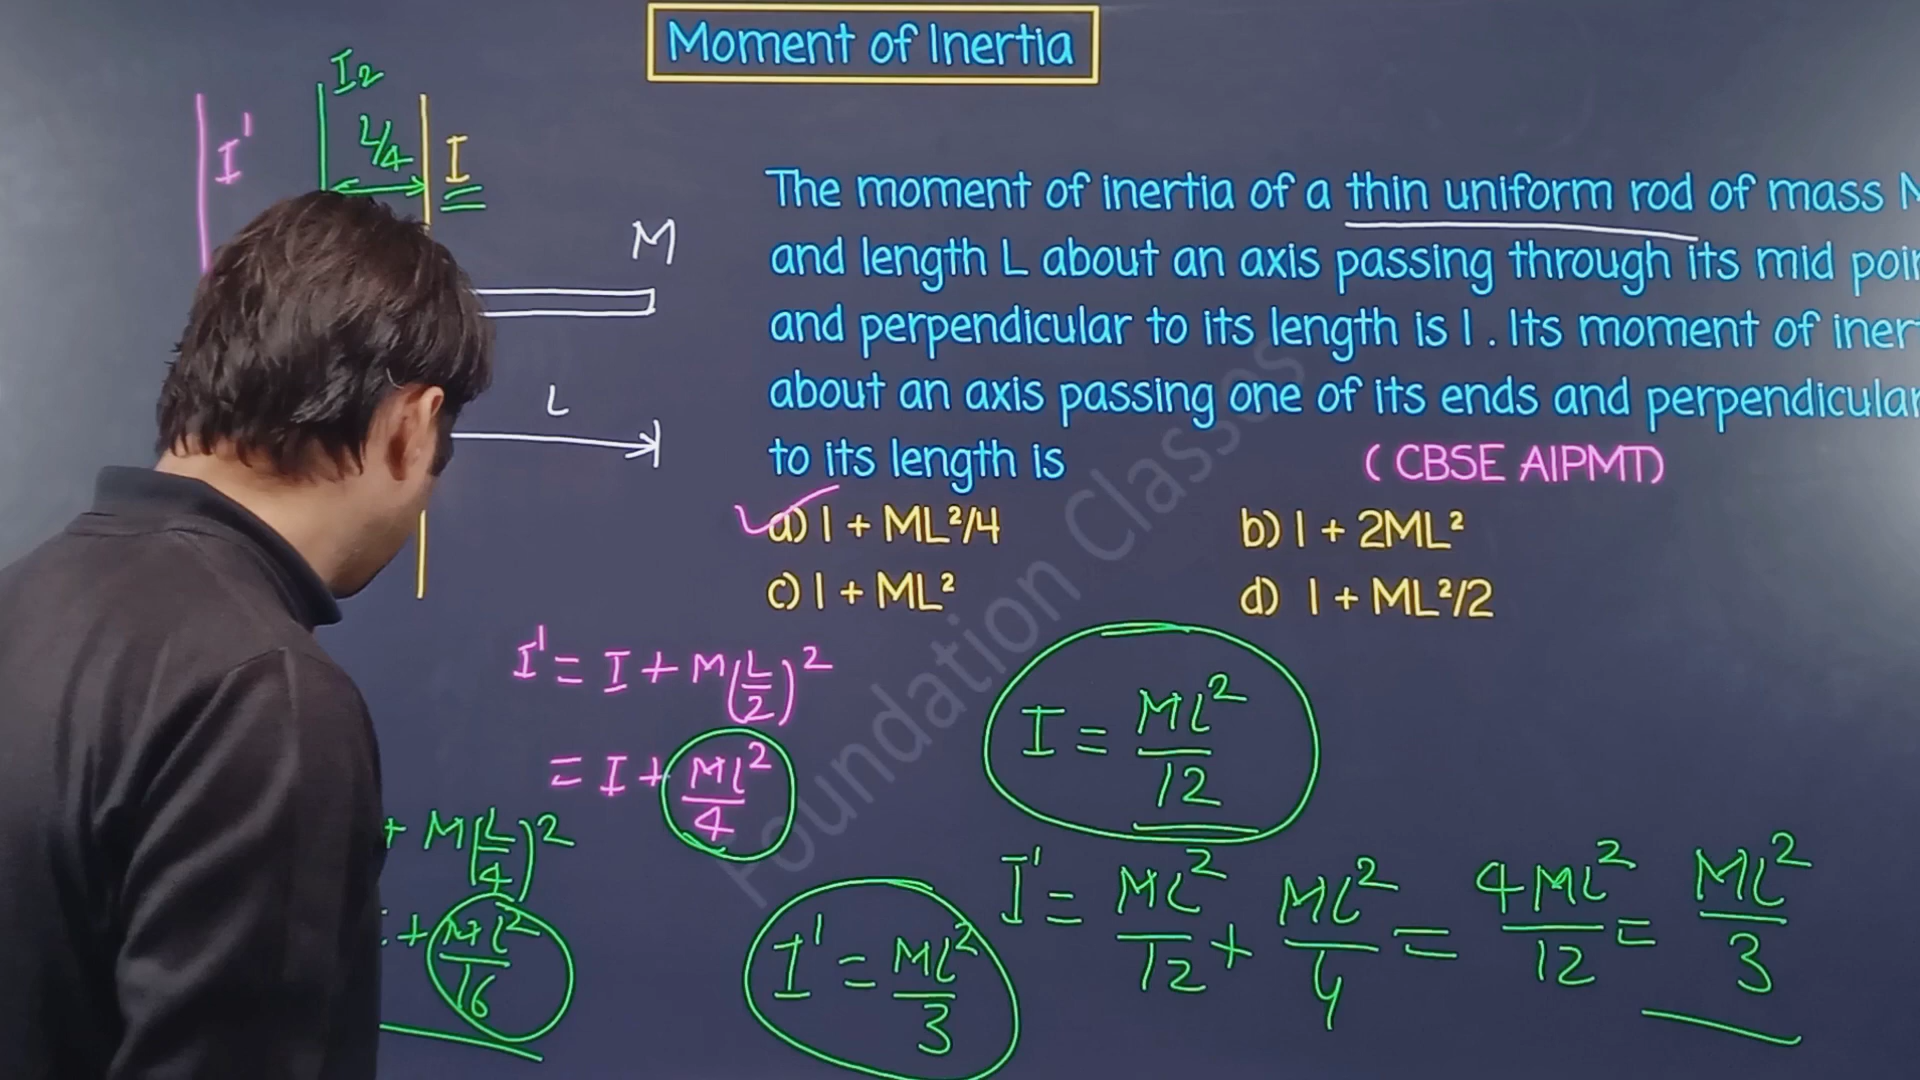 Moment of Inertia
I₂
L/4
I'
I
M
L
The moment of inertia of a thin uniform rod of mass
and length L about an axis passing through its mid
and perpendicular to its length is I . Its moment of
about an axis passing one of its ends and perpendicular
to its length is
( CBSE AIPMT)
a) I + ML²/4
b) I + 2ML²
c) I + ML²
d) I + ML²/2
I' = I + M(L/2)²
= I + ML²/4
+ M(L/4)²
+ ML²/16
I = ML²/12
I' = ML²/12 + ML²/4 = 4ML²/12 = ML²/3
I' = ML²/3
Foundation Classes